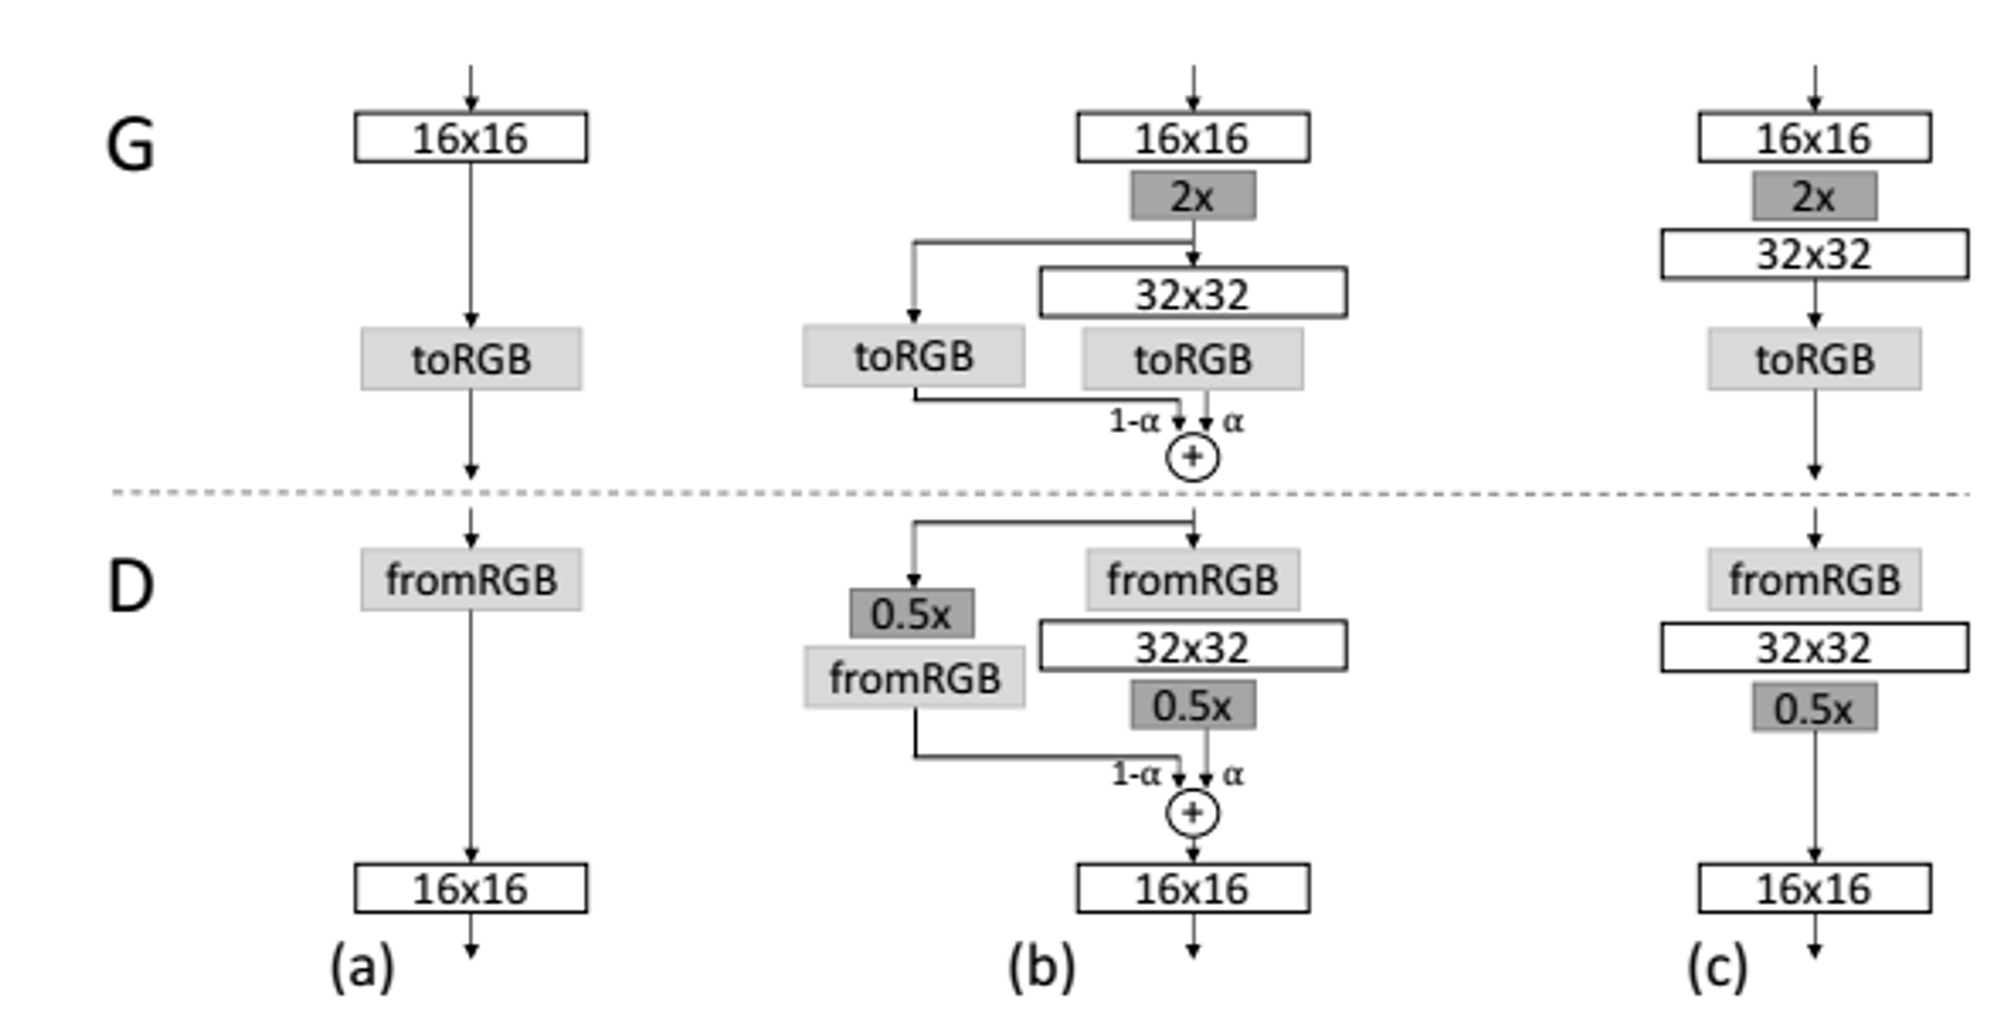 G
16x16
toRGB
16x16
2x
32x32
toRGB
toRGB
1-α
α
+
16x16
2x
32x32
toRGB
D
fromRGB
16x16
(a)
0.5x
fromRGB
fromRGB
32x32
0.5x
1-α
α
+
16x16
(b)
fromRGB
32x32
0.5x
16x16
(c)